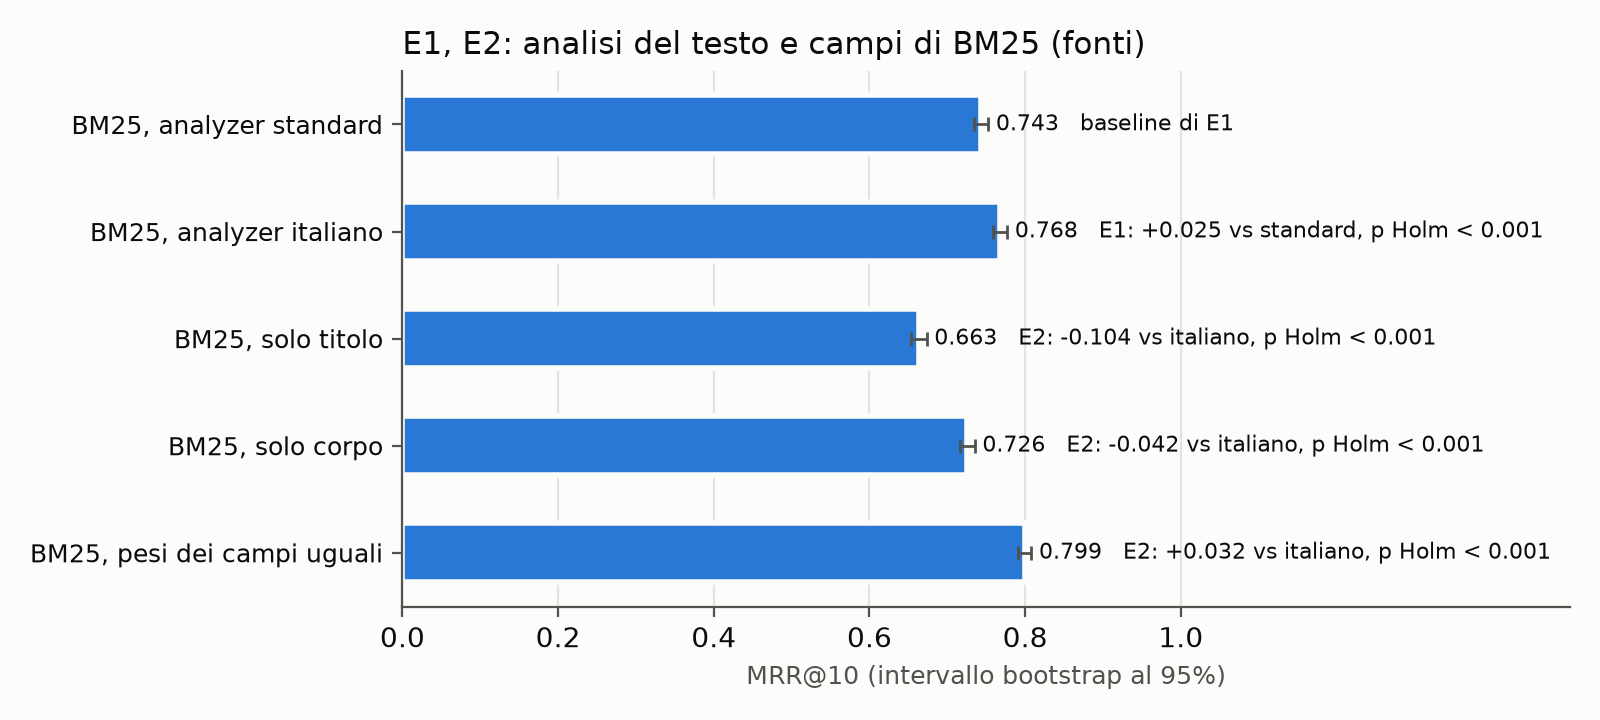 E1, E2: analisi del testo e campi di BM25 (fonti)
BM25, analyzer standard 0.743 baseline di E1
BM25, analyzer italiano 0.768 E1: +0.025 vs standard, p Holm < 0.001
BM25, solo titolo 0.663 E2: -0.104 vs italiano, p Holm < 0.001
BM25, solo corpo 0.726 E2: -0.042 vs italiano, p Holm < 0.001
BM25, pesi dei campi uguali 0.799 E2: +0.032 vs italiano, p Holm < 0.001
0.0 0.2 0.4 0.6 0.8 1.0
MRR@10 (intervallo bootstrap al 95%)